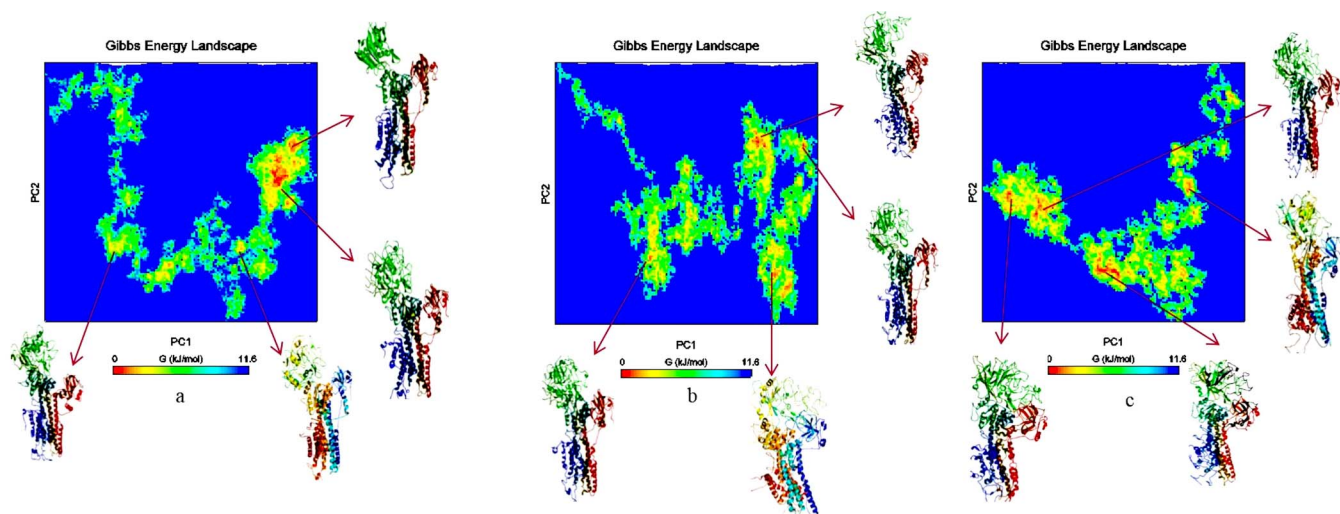 Gibbs Energy Landscape
PC2
PC1
0 G (kJ/mol) 11.6
a
Gibbs Energy Landscape
PC2
PC1
0 G (kJ/mol) 11.6
b
Gibbs Energy Landscape
PC2
PC1
0 G (kJ/mol) 11.6
c